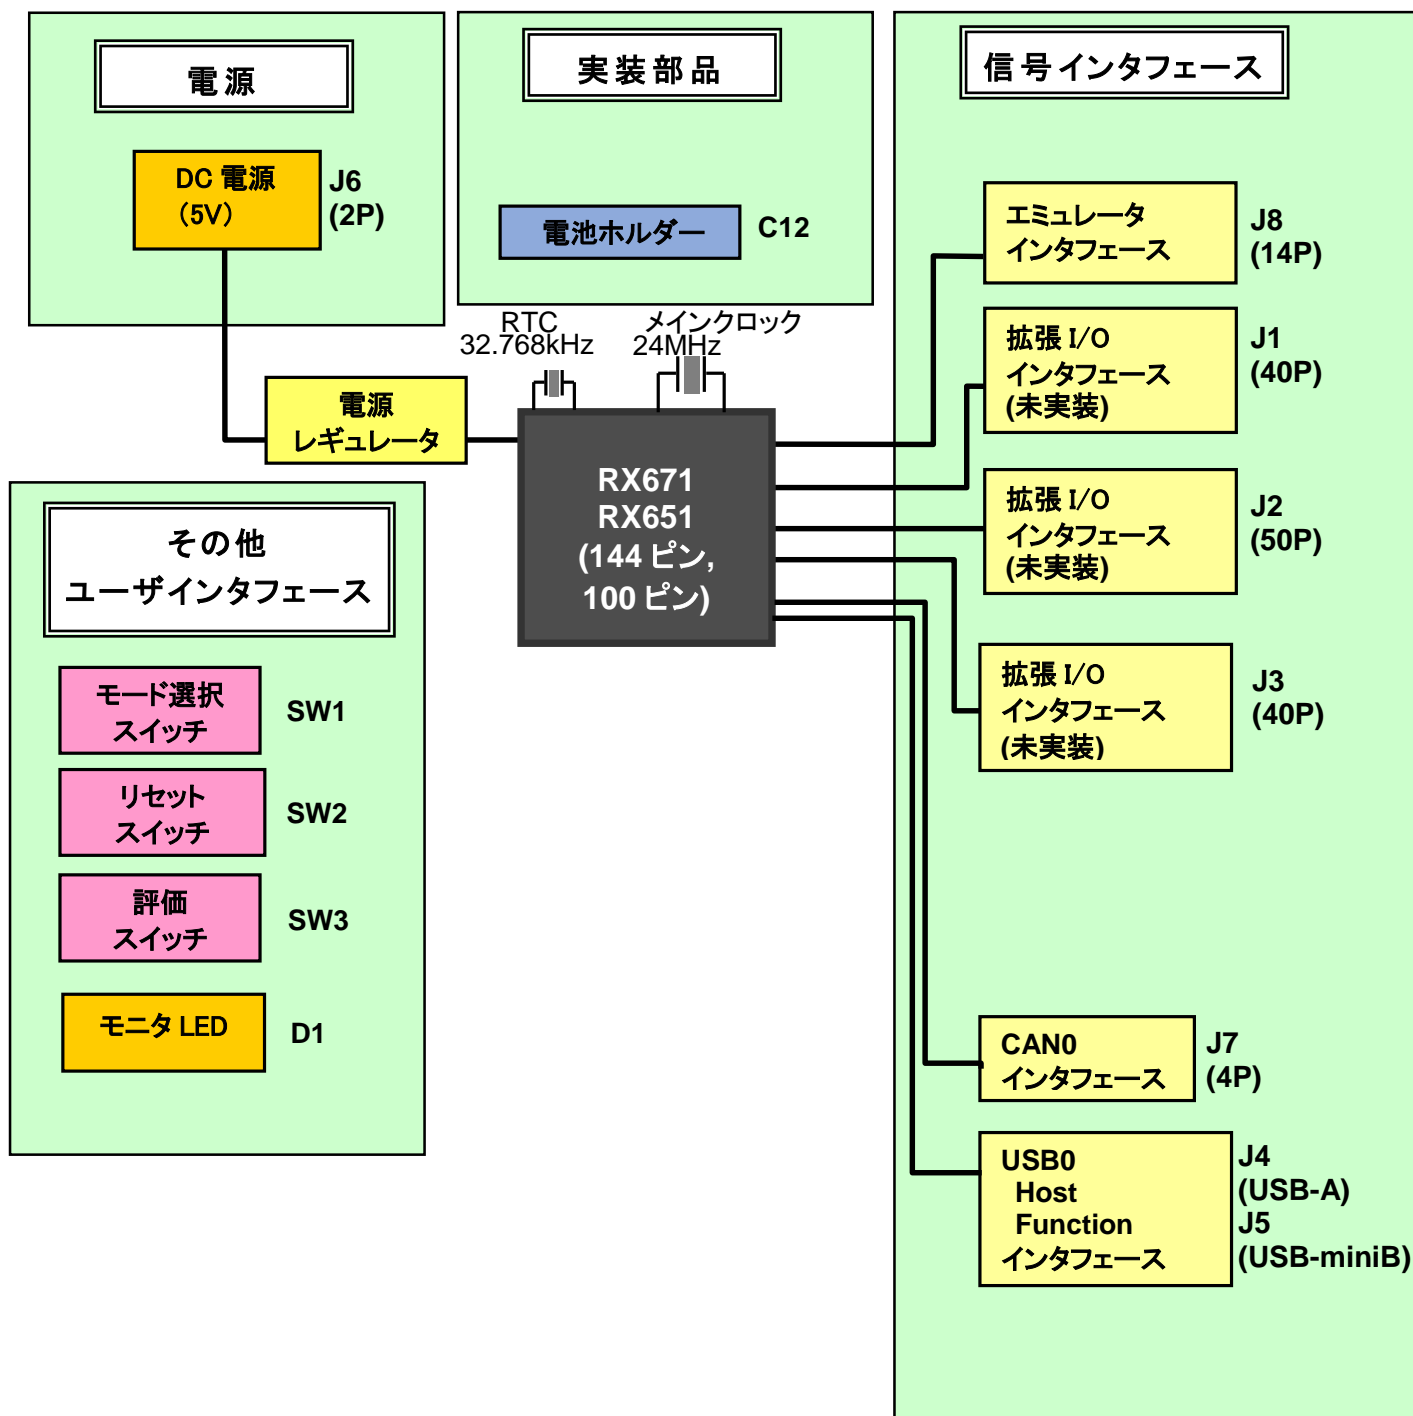 電源
DC 電源
（5V）
J6
(2P)
実装部品
電池ホルダー
C12
信号インタフェース
エミュレータ
インタフェース
J8
(14P)
拡張 I/O
インタフェース
(未実装)
J1
(40P)
拡張 I/O
インタフェース
(未実装)
J2
(50P)
拡張 I/O
インタフェース
(未実装)
J3
(40P)
CAN0
インタフェース
J7
(4P)
USB0
Host
Function
インタフェース
J4
(USB-A)
J5
(USB-miniB)
RTC
32.768kHz
メインクロック
24MHz
電源
レギュレータ
RX671
RX651
(144 ピン,
100 ピン)
その他
ユーザインタフェース
モード選択
スイッチ
SW1
リセット
スイッチ
SW2
評価
スイッチ
SW3
モニタ LED
D1